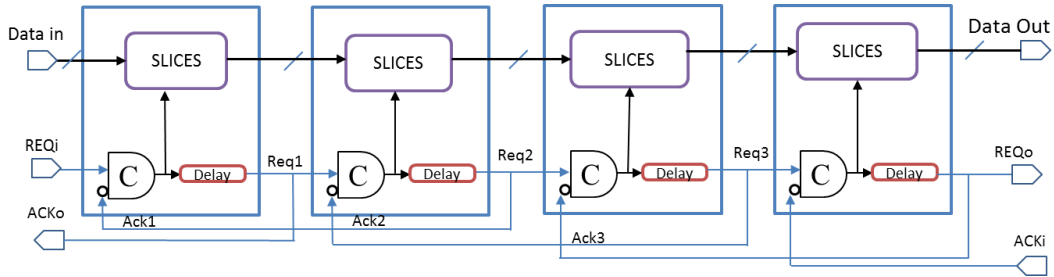 Data in
SLICES
SLICES
SLICES
SLICES
Data Out
REQi
C
Delay
Req1
C
Delay
Req2
C
Delay
Req3
C
Delay
REQo
ACKo
Ack1
Ack2
Ack3
ACKi